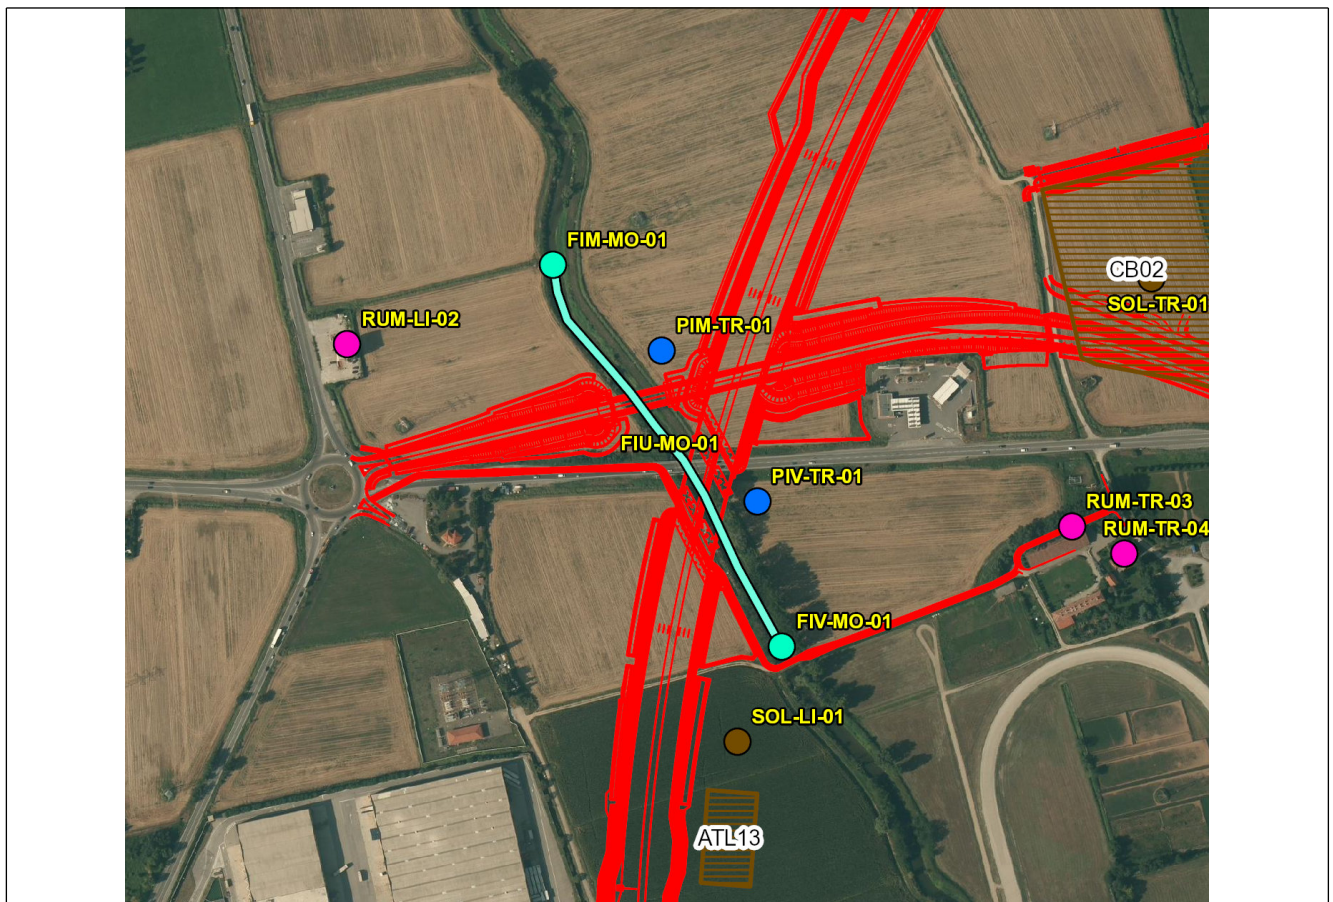 FIM-MO-01
CB02
SOL-TR-01
RUM-LI-02
PIM-TR-01
FIU-MO-01
PIV-TR-01
RUM-TR-03
RUM-TR-04
FIV-MO-01
SOL-LI-01
ATL13